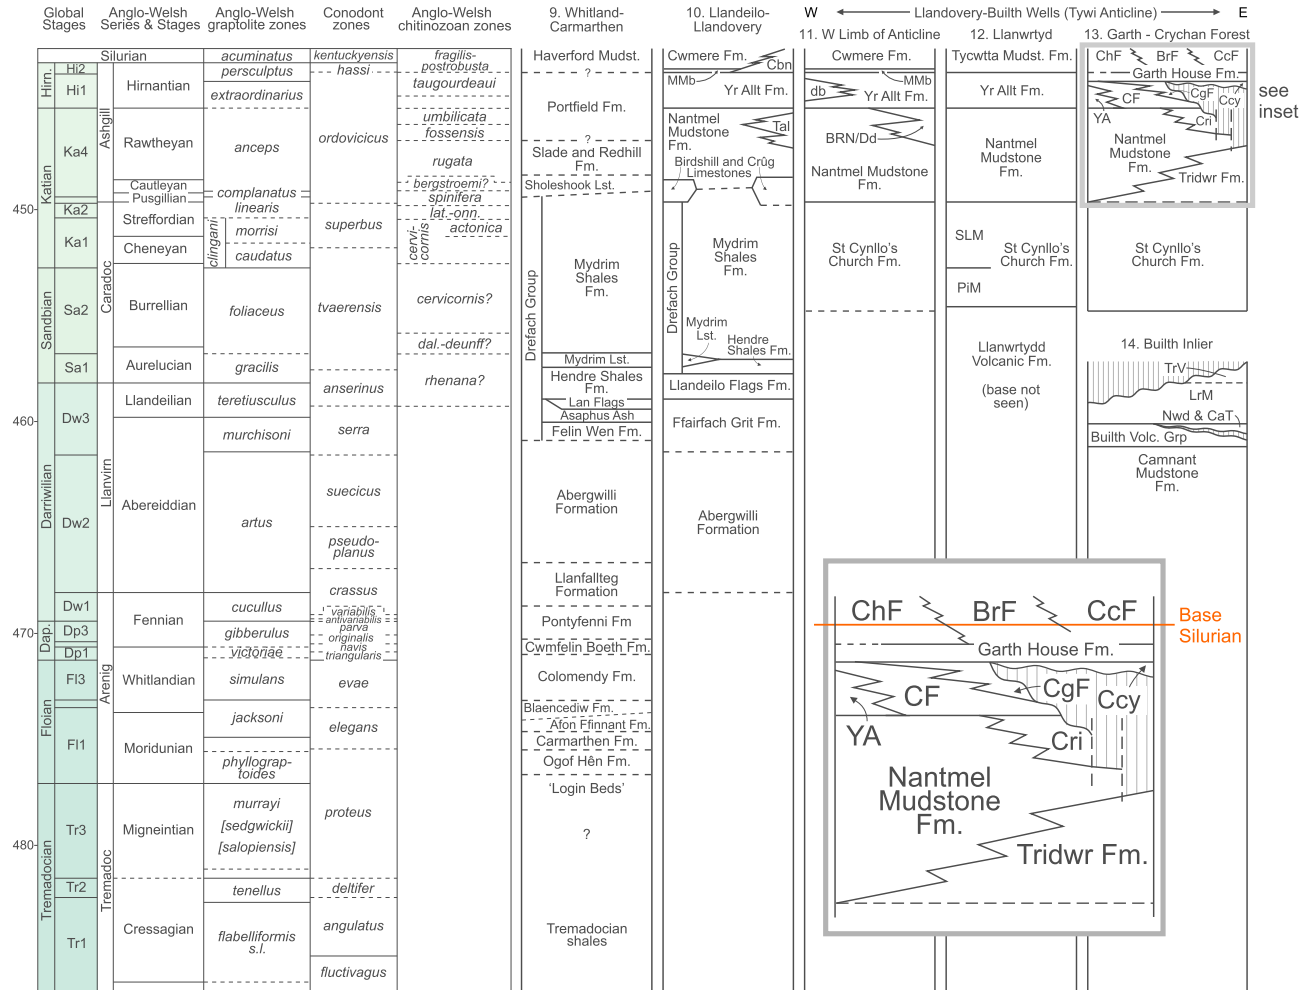 Global
Stages
Anglo-Welsh
Series & Stages
Anglo-Welsh
graptolite zones
Conodont
zones
Anglo-Welsh
chitinozoan zones
9. Whitland-
Carmarthen
10. Llandeilo-
Llandovery
W
Llandovery-Builth Wells (Tywi Anticline)
E
11. W Limb of Anticline
12. Llanwrtyd
13. Garth - Crychan Forest
450
460
470
480
Hirn.
Katian
Sandbian
Darriwilian
Dap.
Floian
Tremadocian
Hi2
Hi1
Ka4
Ka2
Ka1
Sa2
Sa1
Dw3
Dw2
Dw1
Dp3
Dp1
Fl3
Fl1
Tr3
Tr2
Tr1
Silurian
Ashgill
Caradoc
Llanvirn
Arenig
Tremadoc
Hirnantian
Rawtheyan
Cautleyan
Pusgillian
Streffordian
Cheneyan
Burrellian
Aurelucian
Llandeilian
Abereiddian
Fennian
Whitlandian
Moridunian
Migneintian
Cressagian
acuminatus
persculptus
extraordinarius
anceps
complanatus
linearis
clingani
morrisi
caudatus
foliaceus
gracilis
teretiusculus
murchisoni
artus
cucullus
gibberulus
victoriae
simulans
jacksoni
phyllograp-
toides
murrayi
[sedgwickii]
[salopiensis]
tenellus
flabelliformis
s.l.
kentuckyensis
hassi
ordovicicus
superbus
tvaerensis
anserinus
serra
suecicus
pseudo-
planus
crassus
variabilis
antivariabilis
parva
originalis
navis
triangularis
evae
elegans
proteus
deltifer
angulatus
fluctivagus
fragilis-
postrobusta
taugourdeaui
umbilicata
fossensis
rugata
bergstroemi?
spinifera
lat.-onn.
cervi-
cornis
actonica
cervicornis?
dal.-deunff?
rhenana?
Haverford Mudst.
?
Portfield Fm.
?
Slade and Redhill
Fm.
Sholeshook Lst.
Drefach Group
Mydrim
Shales
Fm.
Mydrim Lst.
Hendre Shales
Fm.
Lan Flags
Asaphus Ash
Felin Wen Fm.
Abergwilli
Formation
Llanfallteg
Formation
Pontyfenni Fm
Cwmfelin Boeth Fm.
Colomendy Fm.
Blaencediw Fm.
Afon Ffinnant Fm.
Carmarthen Fm.
Ogof Hên Fm.
‘Login Beds’
?
Tremadocian
shales
Cwmere Fm.
Cbn
MMb
Yr Allt Fm.
Nantmel
Mudstone
Fm.
Tal
Birdshill and Crûg
Limestones
Drefach Group
Mydrim
Shales
Fm.
Mydrim
Lst.
Hendre
Shales Fm.
Llandeilo Flags Fm.
Ffairfach Grit Fm.
Abergwilli
Formation
Cwmere Fm.
MMb
db
Yr Allt Fm.
BRN/Dd
Nantmel Mudstone
Fm.
St Cynllo’s
Church Fm.
Tycwtta Mudst. Fm.
Yr Allt Fm.
Nantmel
Mudstone
Fm.
SLM
St Cynllo’s
Church Fm.
PiM
Llanwrtydd
Volcanic Fm.
(base not
seen)
ChF
BrF
CcF
Garth House Fm.
CF
CgF
Ccy
YA
Cri
Nantmel
Mudstone
Fm.
Tridwr Fm.
see
inset
St Cynllo’s
Church Fm.
14. Builth Inlier
TrV
LrM
Nwd & CaT
Builth Volc. Grp
Camnant
Mudstone
Fm.
ChF
BrF
CcF
Base
Silurian
Garth House Fm.
CF
CgF
Ccy
YA
Cri
Nantmel
Mudstone
Fm.
Tridwr Fm.